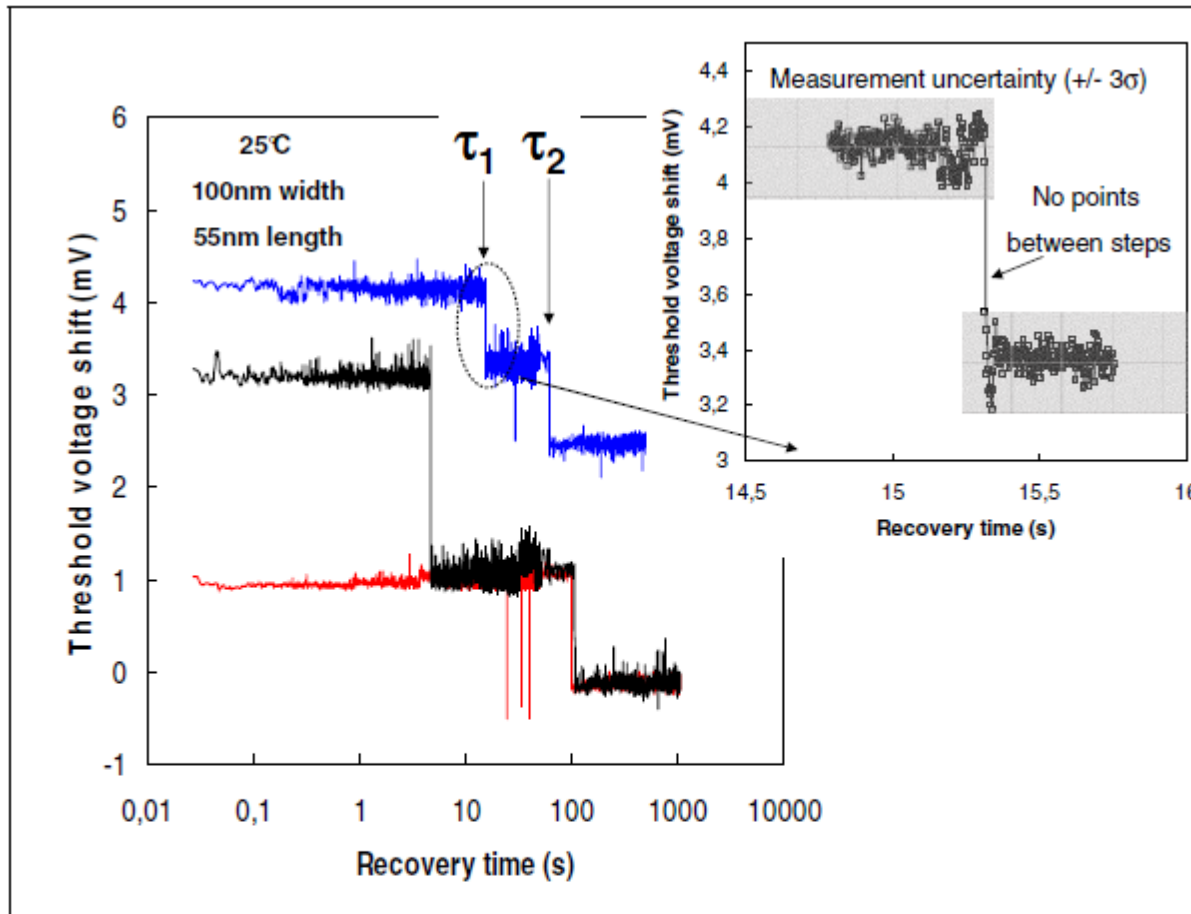 6
5
4
3
2
1
0
-1
Threshold voltage shift (mV)
25°C
100nm width
55nm length
τ1
τ2
0,01
0,1
1
10
100
1000
10000
Recovery time (s)
4,4
4,2
4
3,8
3,6
3,4
3,2
3
Threshold voltage shift (mV)
Measurement uncertainty (+/- 3σ)
No points
between steps
14,5
15
15,5
16
Recovery time (s)